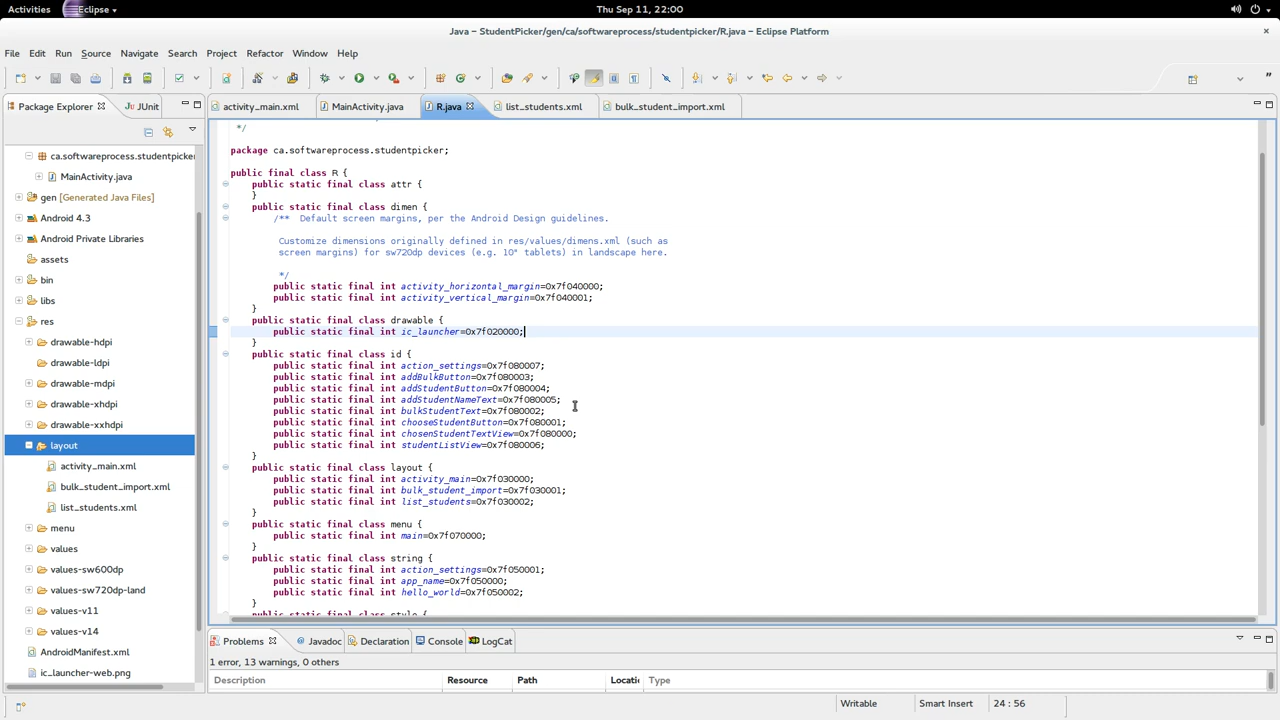 Activities Eclipse Thu Sep 11, 22:00
Java – StudentPicker/gen/ca/softwareprocess/studentpicker/R.java – Eclipse Platform
File Edit Run Source Navigate Search Project Refactor Window Help
Package Explorer JUnit
activity_main.xml MainActivity.java R.java list_students.xml bulk_student_import.xml
ca.softwareprocess.studentpicker
MainActivity.java
gen [Generated Java Files]
Android 4.3
Android Private Libraries
assets
bin
libs
res
drawable-hdpi
drawable-ldpi
drawable-mdpi
drawable-xhdpi
drawable-xxhdpi
layout
activity_main.xml
bulk_student_import.xml
list_students.xml
menu
values
values-sw600dp
values-sw720dp-land
values-v11
values-v14
AndroidManifest.xml
ic_launcher-web.png
*/
package ca.softwareprocess.studentpicker;
public final class R {
public static final class attr {
}
public static final class dimen {
/** Default screen margins, per the Android Design guidelines.
Customize dimensions originally defined in res/values/dimens.xml (such as
screen margins) for sw720dp devices (e.g. 10" tablets) in landscape here.
*/
public static final int activity_horizontal_margin=0x7f040000;
public static final int activity_vertical_margin=0x7f040001;
}
public static final class drawable {
public static final int ic_launcher=0x7f020000;
}
public static final class id {
public static final int action_settings=0x7f080007;
public static final int addBulkButton=0x7f080003;
public static final int addStudentButton=0x7f080004;
public static final int addStudentNameText=0x7f080005;
public static final int bulkStudentText=0x7f080002;
public static final int chooseStudentButton=0x7f080001;
public static final int chosenStudentTextView=0x7f080000;
public static final int studentListView=0x7f080006;
}
public static final class layout {
public static final int activity_main=0x7f030000;
public static final int bulk_student_import=0x7f030001;
public static final int list_students=0x7f030002;
}
public static final class menu {
public static final int main=0x7f070000;
}
public static final class string {
public static final int action_settings=0x7f050001;
public static final int app_name=0x7f050000;
public static final int hello_world=0x7f050002;
}
public static final class style {
Problems Javadoc Declaration Console LogCat
1 error, 13 warnings, 0 others
Description Resource Path Locatio Type
Writable Smart Insert 24 : 56